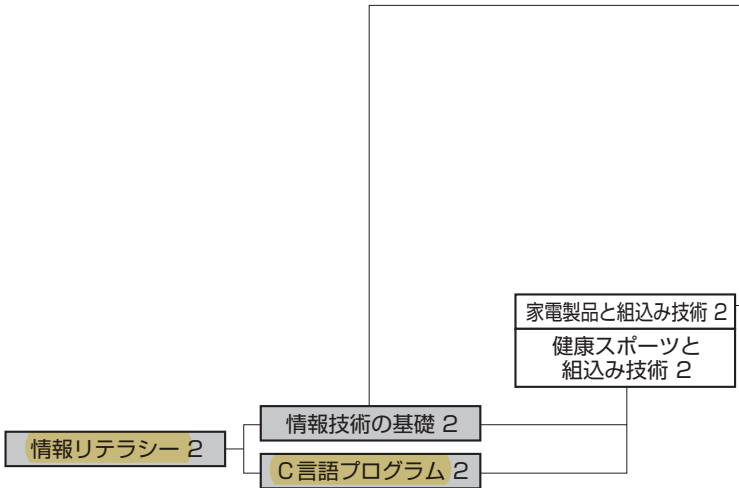 家電製品と組込み技術 2
健康スポーツと
組込み技術 2
情報技術の基礎 2
情報リテラシー 2
C言語プログラム 2